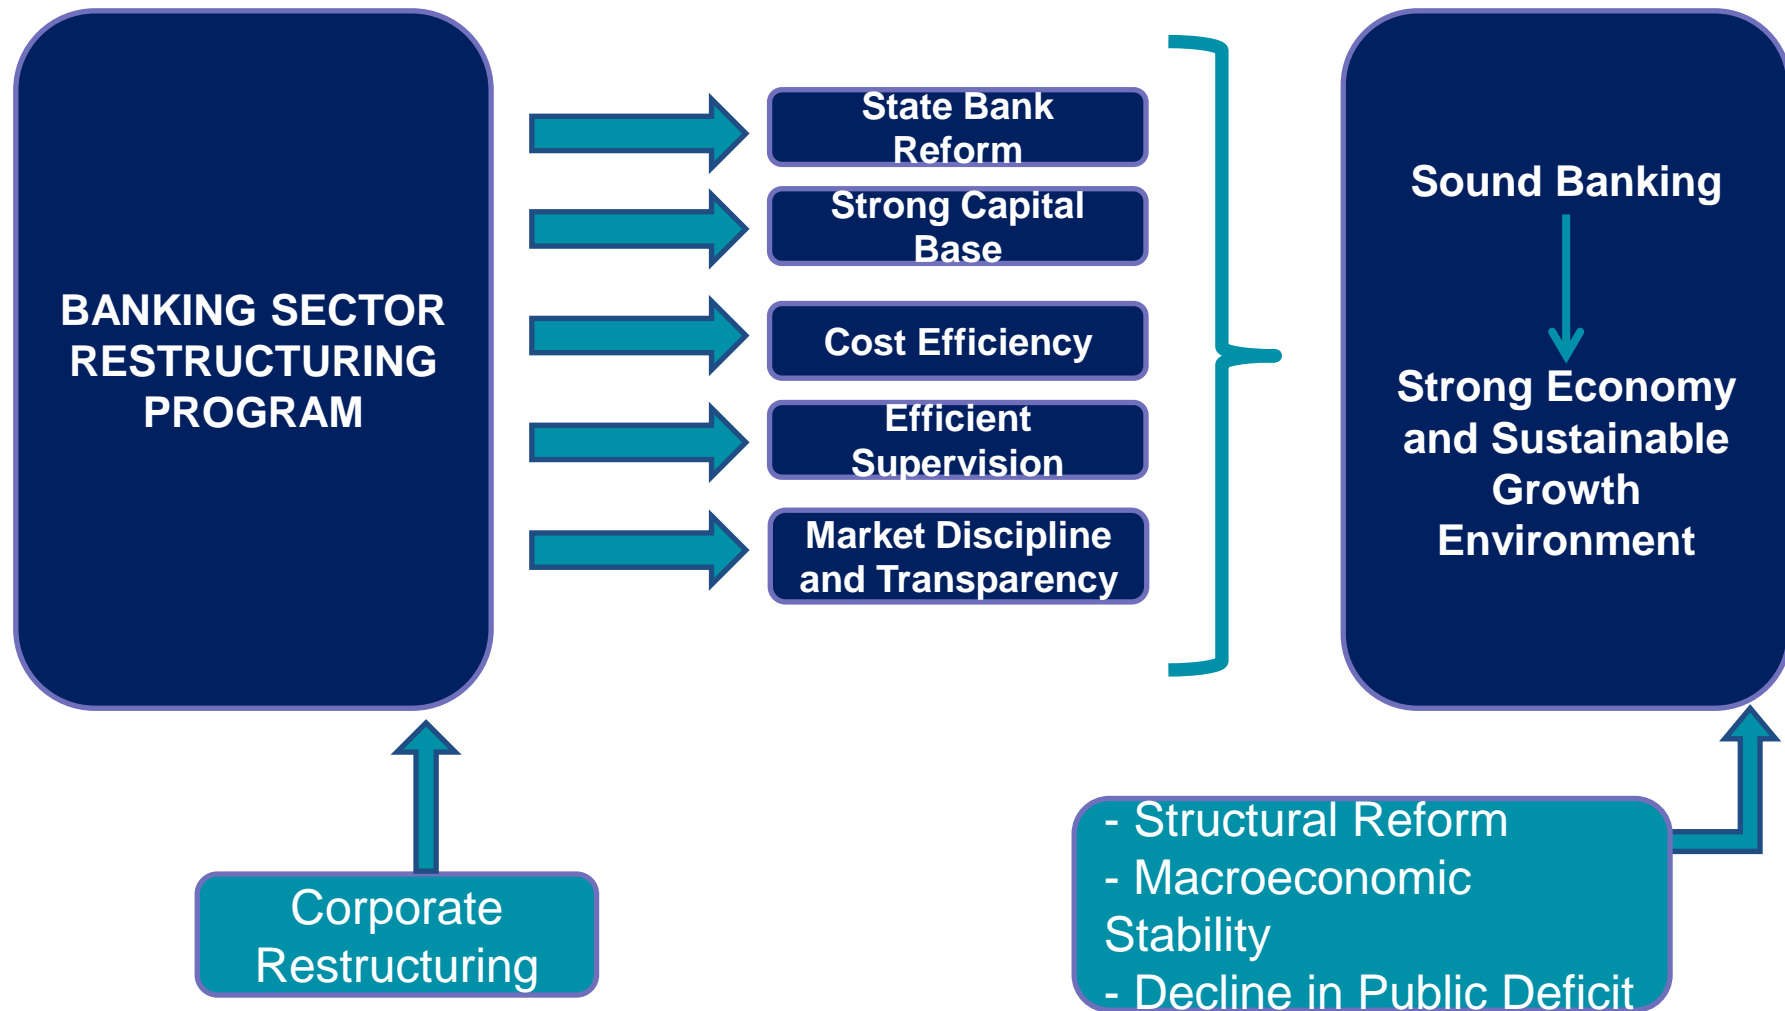 BANKING SECTOR
RESTRUCTURING
PROGRAM
State Bank
Reform
Strong Capital
Base
Cost Efficiency
Efficient
Supervision
Market Discipline
and Transparency
Sound Banking
Strong Economy
and Sustainable
Growth
Environment
Corporate
Restructuring
- Structural Reform
- Macroeconomic
Stability
- Decline in Public Deficit